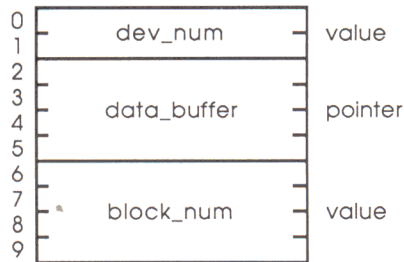 0
1 dev_num value
2
3
4 data_buffer pointer
5
6
7
8 block_num value
9